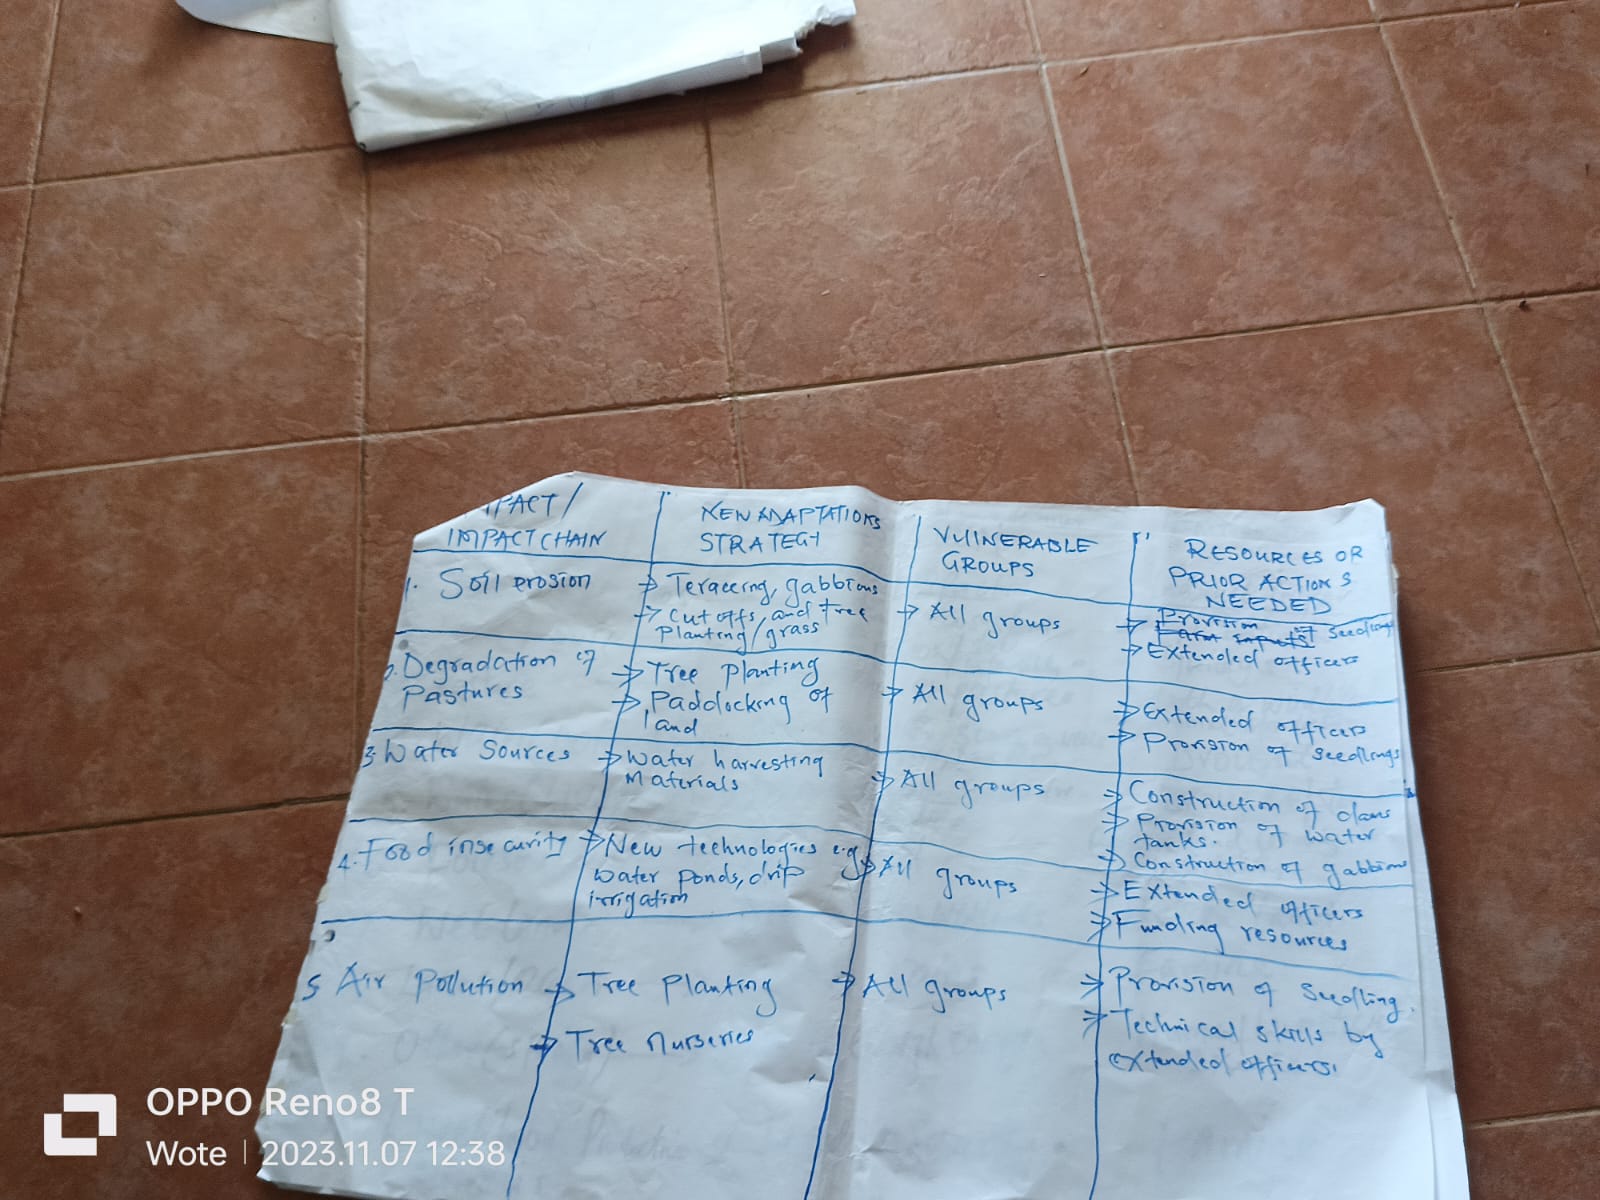 IMPACT/
IMPACT CHAIN
NEW ADAPTATIONS
STRATEGY
VULNERABLE
GROUPS
RESOURCES OR
PRIOR ACTIONS
NEEDED
1. Soil erosion
→ Teraccing, gabbions
→ Cut offs, and tree
planting/grass
→ All groups
→ Provision of seedlings
Farm inputs
→ Extended officers
2. Degradation of
Pastures
→ Tree planting
→ Paddocking of
land
→ All groups
→ Extended officers
→ Provision of seedlings
3. Water Sources
→ Water harvesting
Materials
→ All groups
→ Construction of dams
→ Provision of water
tanks.
→ Construction of gabbions
4. Food insecurity
→ New technologies e.g
water ponds, drip
irrigation
→ All groups
→ Extended officers
→ Funding resources
5 Air Pollution
→ Tree planting
→ Tree nurseries
→ All groups
→ Provision of seedling.
→ Technical skills by
extended officers.
OPPO Reno8 T
Wote | 2023.11.07 12:38